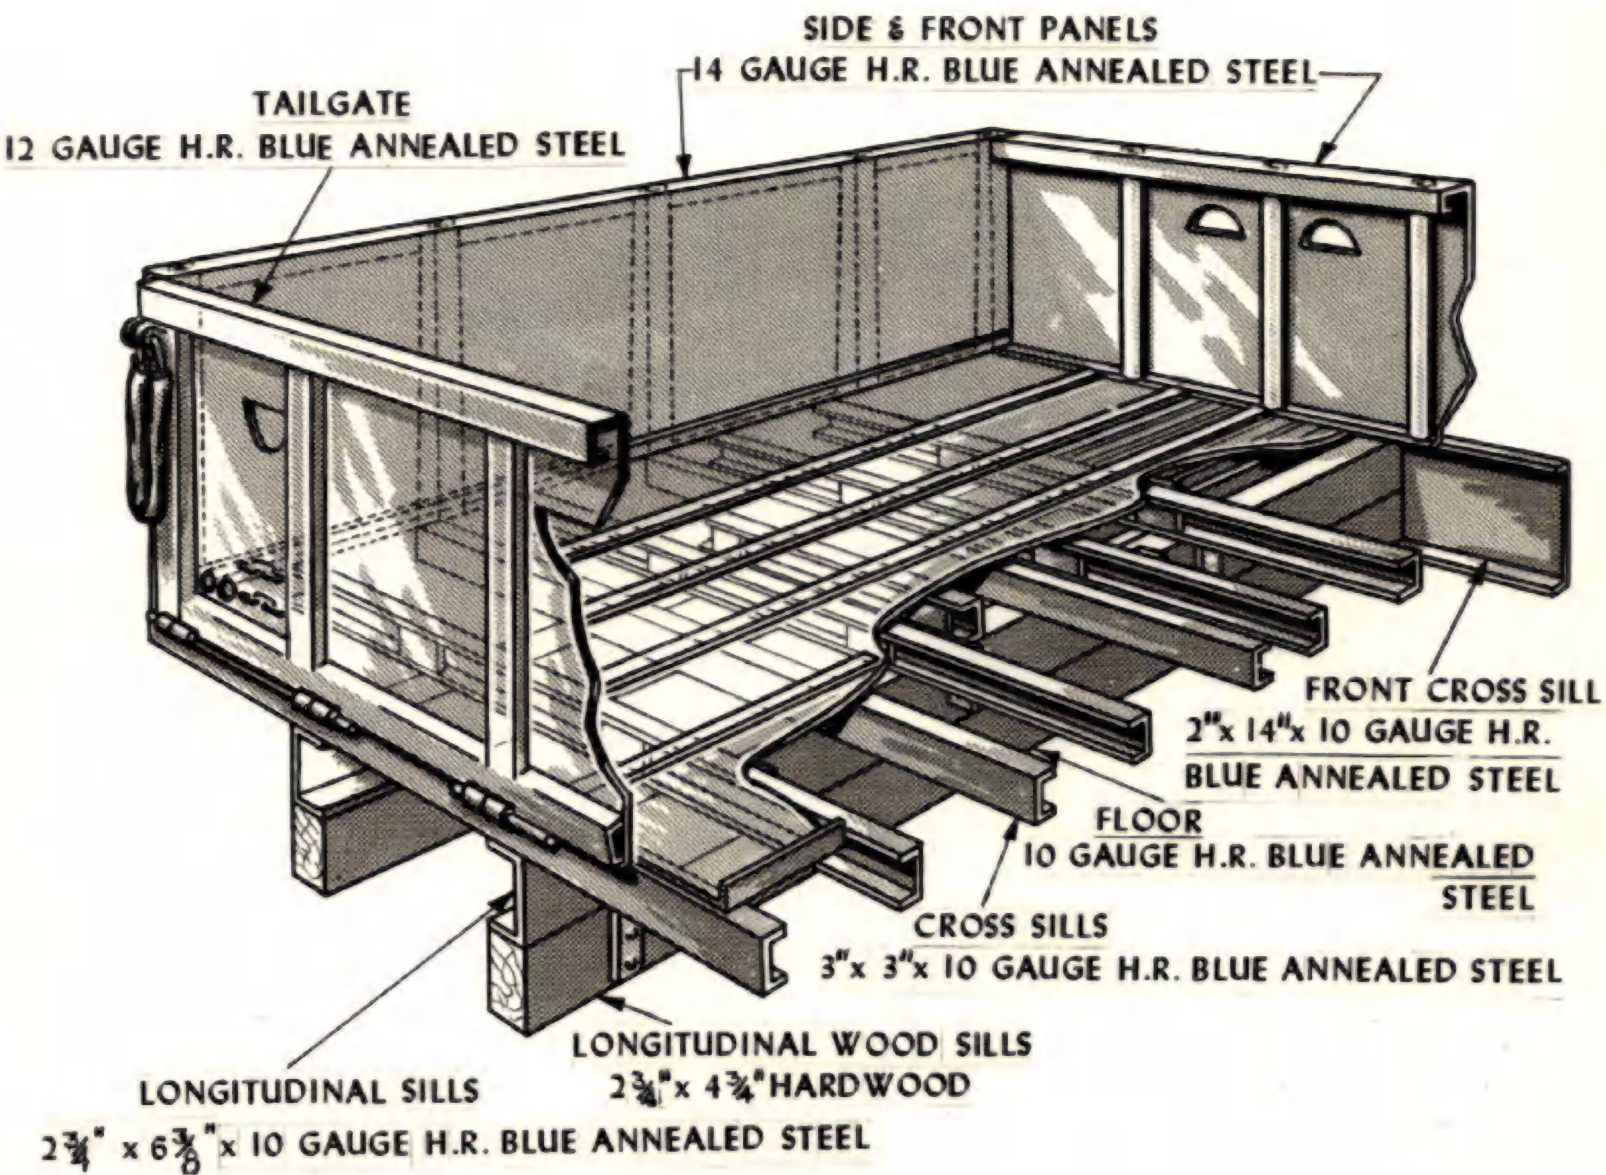 SIDE & FRONT PANELS
14 GAUGE H.R. BLUE ANNEALED STEEL
TAILGATE
12 GAUGE H.R. BLUE ANNEALED STEEL
FRONT CROSS SILL
2"x 14"x 10 GAUGE H.R.
BLUE ANNEALED STEEL
FLOOR
10 GAUGE H.R. BLUE ANNEALED
STEEL
CROSS SILLS
3"x 3"x 10 GAUGE H.R. BLUE ANNEALED STEEL
LONGITUDINAL WOOD SILLS
2¾"x 4¾" HARDWOOD
LONGITUDINAL SILLS
2¾" x 6⅜" x 10 GAUGE H.R. BLUE ANNEALED STEEL